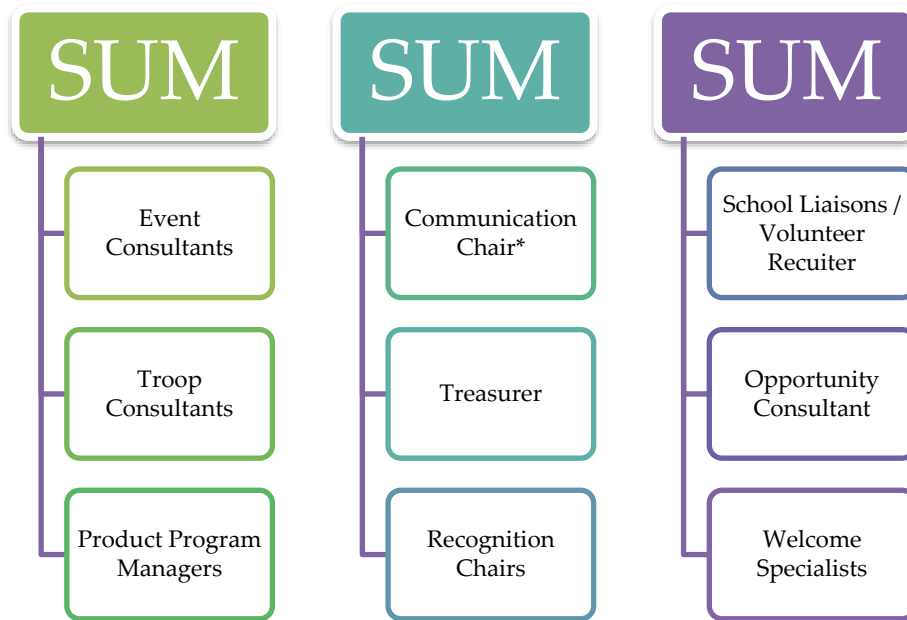 SUM
Event
Consultants
Troop
Consultants
Product Program
Managers
SUM
Communication
Chair*
Treasurer
Recognition
Chairs
SUM
School Liaisons /
Volunteer
Recuiter
Opportunity
Consultant
Welcome
Specialists